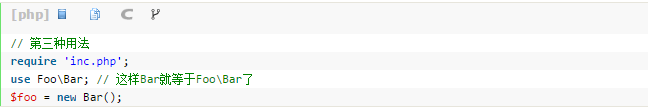 [php]
// 第三种用法
require 'inc.php';
use Foo\Bar; // 这样Bar就等于Foo\Bar了
$foo = new Bar();